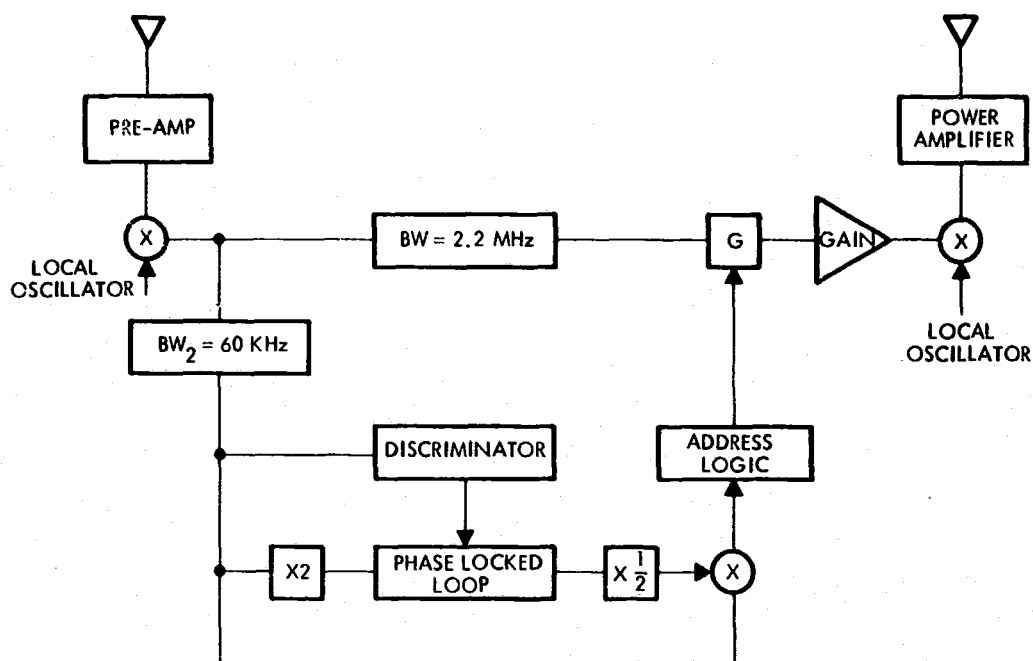 PRE-AMP
POWER
AMPLIFIER
X
BW = 2.2 MHz
G
GAIN
X
LOCAL
OSCILLATOR
LOCAL
OSCILLATOR
BW2 = 60 KHz
DISCRIMINATOR
ADDRESS
LOGIC
X2
PHASE LOCKED
LOOP
X 1/2
X